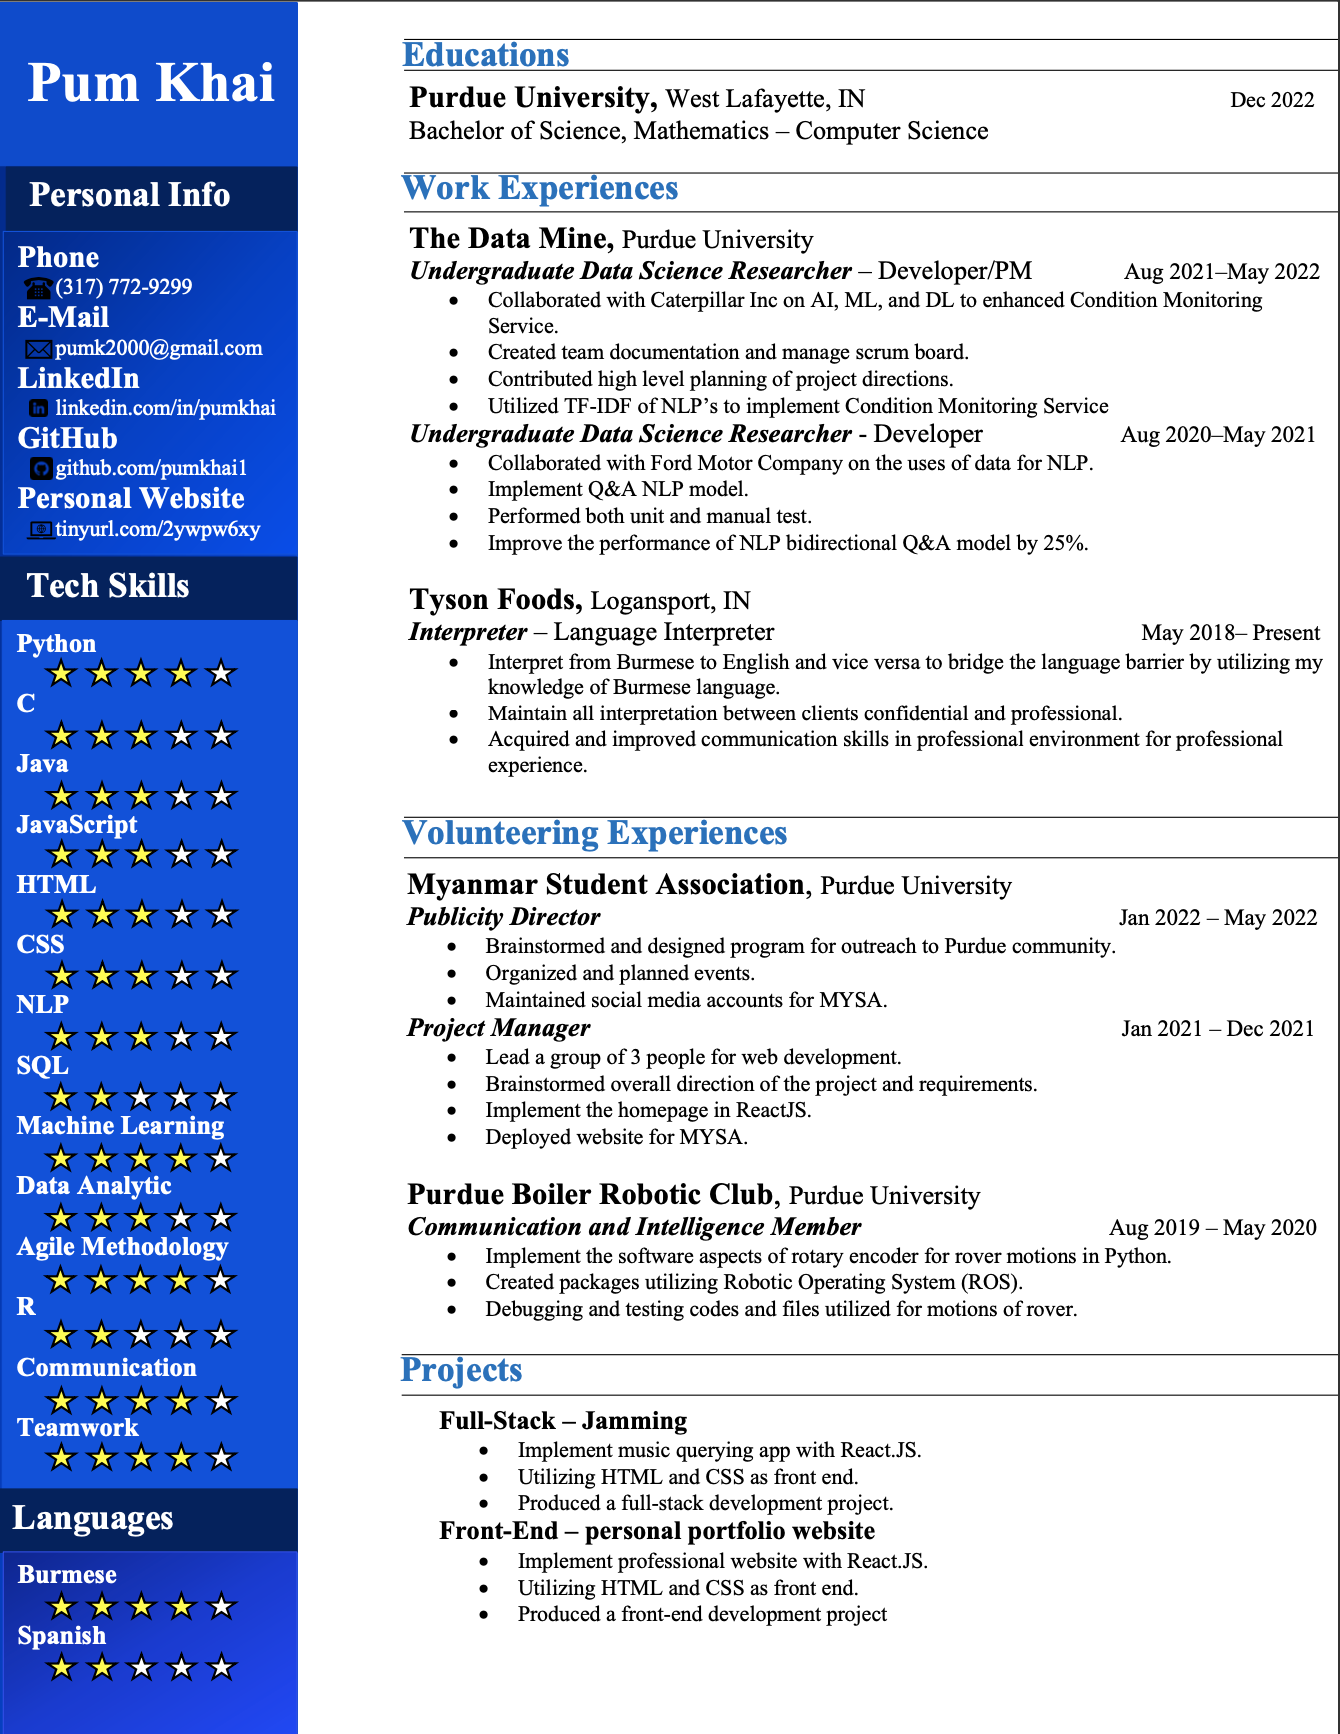 Pum Khai
Personal Info
Phone
(317) 772-9299
E-Mail
pumk2000@gmail.com
LinkedIn
linkedin.com/in/pumkhai
GitHub
github.com/pumkhai1
Personal Website
tinyurl.com/2ywpw6xy
Tech Skills
Python
C
Java
JavaScript
HTML
CSS
NLP
SQL
Machine Learning
Data Analytic
Agile Methodology
R
Communication
Teamwork
Languages
Burmese
Spanish
Educations
Purdue University, West Lafayette, IN Dec 2022
Bachelor of Science, Mathematics – Computer Science
Work Experiences
The Data Mine, Purdue University
Undergraduate Data Science Researcher – Developer/PM Aug 2021–May 2022
• Collaborated with Caterpillar Inc on AI, ML, and DL to enhanced Condition Monitoring
Service.
• Created team documentation and manage scrum board.
• Contributed high level planning of project directions.
• Utilized TF-IDF of NLP’s to implement Condition Monitoring Service
Undergraduate Data Science Researcher - Developer Aug 2020–May 2021
• Collaborated with Ford Motor Company on the uses of data for NLP.
• Implement Q&A NLP model.
• Performed both unit and manual test.
• Improve the performance of NLP bidirectional Q&A model by 25%.
Tyson Foods, Logansport, IN
Interpreter – Language Interpreter May 2018– Present
• Interpret from Burmese to English and vice versa to bridge the language barrier by utilizing my
knowledge of Burmese language.
• Maintain all interpretation between clients confidential and professional.
• Acquired and improved communication skills in professional environment for professional
experience.
Volunteering Experiences
Myanmar Student Association, Purdue University
Publicity Director Jan 2022 – May 2022
• Brainstormed and designed program for outreach to Purdue community.
• Organized and planned events.
• Maintained social media accounts for MYSA.
Project Manager Jan 2021 – Dec 2021
• Lead a group of 3 people for web development.
• Brainstormed overall direction of the project and requirements.
• Implement the homepage in ReactJS.
• Deployed website for MYSA.
Purdue Boiler Robotic Club, Purdue University
Communication and Intelligence Member Aug 2019 – May 2020
• Implement the software aspects of rotary encoder for rover motions in Python.
• Created packages utilizing Robotic Operating System (ROS).
• Debugging and testing codes and files utilized for motions of rover.
Projects
Full-Stack – Jamming
• Implement music querying app with React.JS.
• Utilizing HTML and CSS as front end.
• Produced a full-stack development project.
Front-End – personal portfolio website
• Implement professional website with React.JS.
• Utilizing HTML and CSS as front end.
• Produced a front-end development project